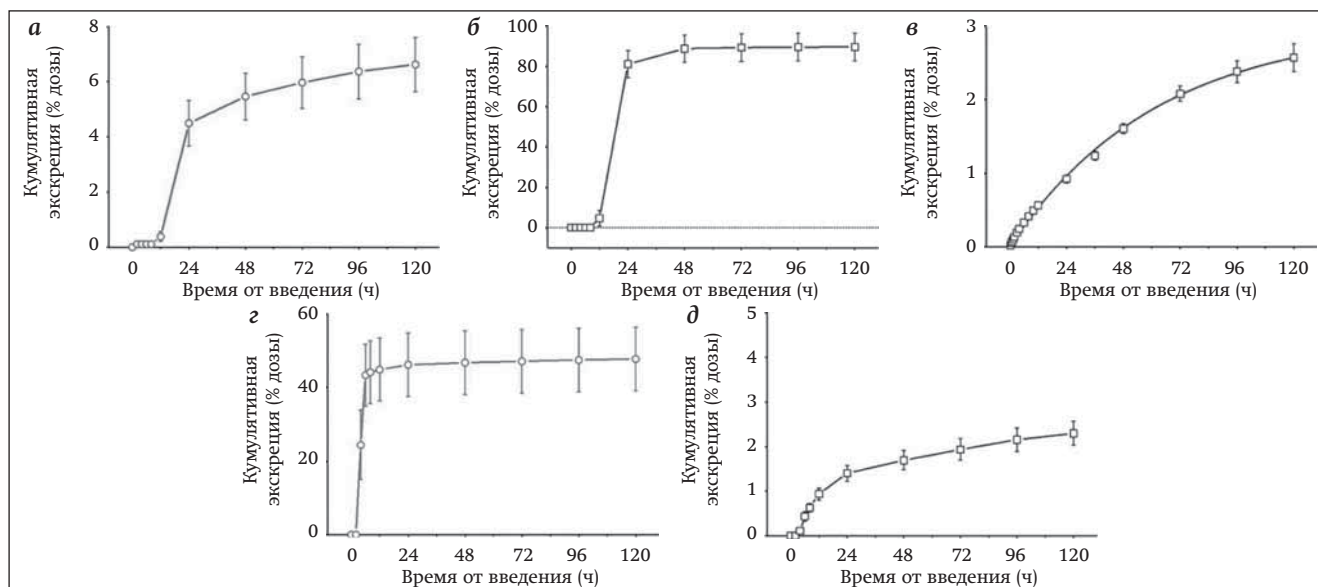 а
Кумулятивная
экскреция (% дозы)
8
6
4
2
0
0 24 48 72 96 120
Время от введения (ч)
б
Кумулятивная
экскреция (% дозы)
100
80
60
40
20
0
0 24 48 72 96 120
Время от введения (ч)
в
Кумулятивная
экскреция (% дозы)
3
2
1
0
0 24 48 72 96 120
Время от введения (ч)
г
Кумулятивная
экскреция (% дозы)
60
40
20
0
0 24 48 72 96 120
Время от введения (ч)
д
Кумулятивная
экскреция (% дозы)
5
4
3
2
1
0
0 24 48 72 96 120
Время от введения (ч)